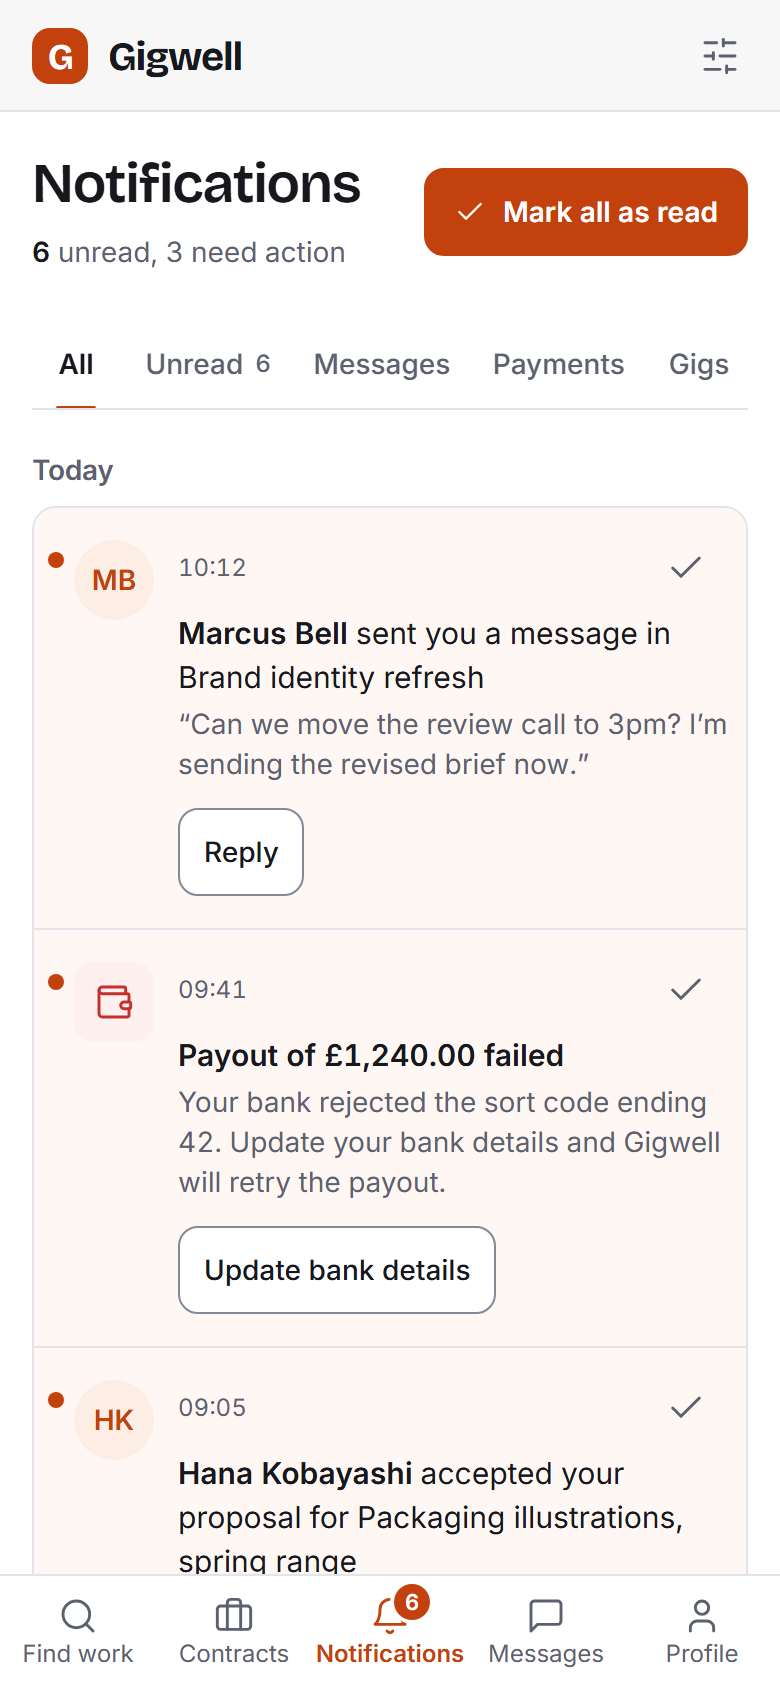 G Gigwell
Notifications
6 unread, 3 need action
Mark all as read
All Unread 6 Messages Payments Gigs
Today
MB
10:12
Marcus Bell sent you a message in
Brand identity refresh
“Can we move the review call to 3pm? I’m
sending the revised brief now.”
Reply
09:41
Payout of £1,240.00 failed
Your bank rejected the sort code ending
42. Update your bank details and Gigwell
will retry the payout.
Update bank details
HK
09:05
Hana Kobayashi accepted your
proposal for Packaging illustrations,
spring range
6
Find work Contracts Notifications Messages Profile